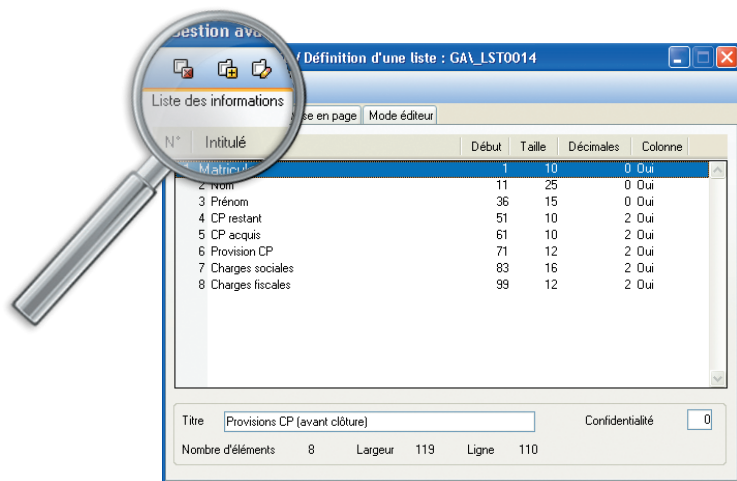 Gestion ava
/ Définition d'une liste : GA\_LST0014
Liste des informations
se en page Mode éditeur
N° Intitulé Début Taille Décimales Colonne
1 Matricul 1 10 0 Oui
2 Nom 11 25 0 Oui
3 Prénom 36 15 0 Oui
4 CP restant 51 10 2 Oui
5 CP acquis 61 10 2 Oui
6 Provision CP 71 12 2 Oui
7 Charges sociales 83 16 2 Oui
8 Charges fiscales 99 12 2 Oui
Titre Provisions CP (avant clôture) Confidentialité 0
Nombre d'éléments 8 Largeur 119 Ligne 110